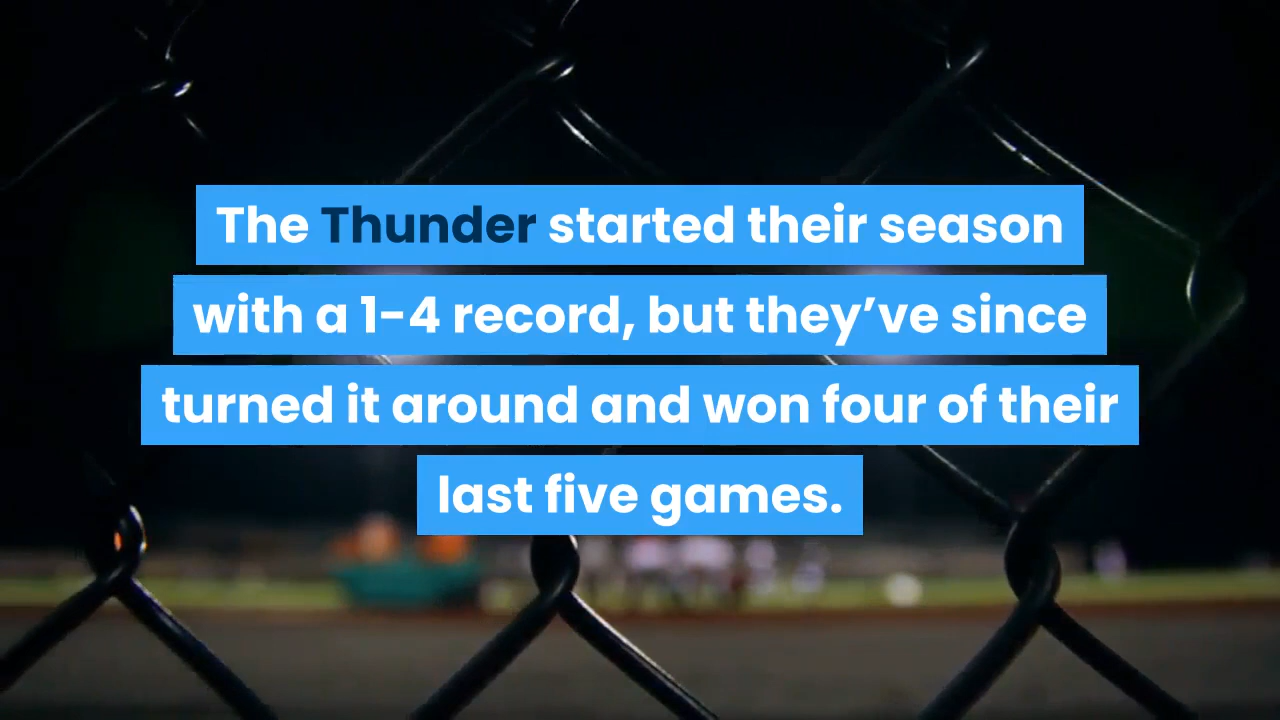 The Thunder started their season
with a 1-4 record, but they’ve since
turned it around and won four of their
last five games.